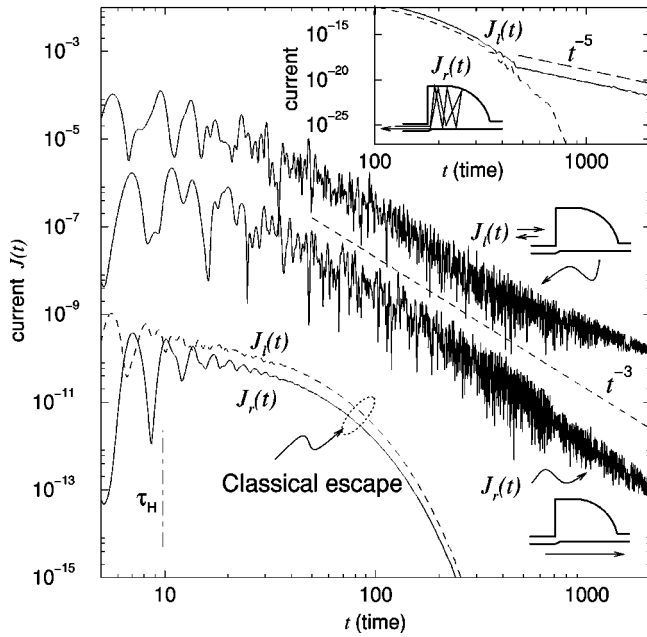 10^{-3}
10^{-5}
10^{-7}
10^{-9}
10^{-11}
10^{-13}
10^{-15}
current J(t)
10
100
1000
t (time)
10^{-15}
10^{-20}
10^{-25}
current
100
1000
t (time)
J_l(t)
t^{-5}
J_r(t)
J_l(t)
t^{-3}
J_r(t)
J_l(t)
J_r(t)
Classical escape
τ_H